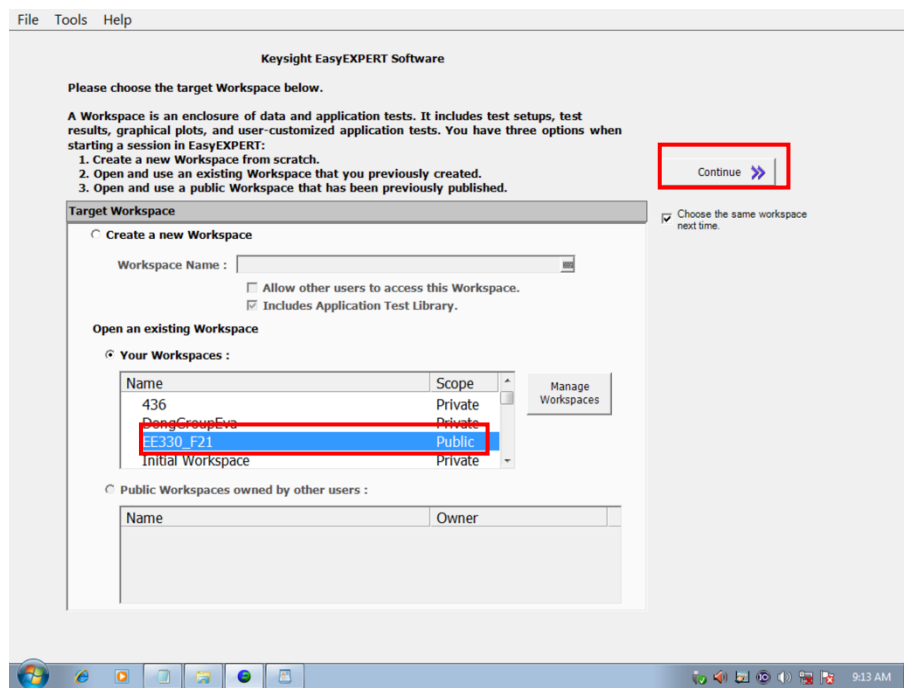 File Tools Help
Keysight EasyEXPERT Software
Please choose the target Workspace below.
A Workspace is an enclosure of data and application tests. It includes test setups, test
results, graphical plots, and user-customized application tests. You have three options when
starting a session in EasyEXPERT:
1. Create a new Workspace from scratch.
2. Open and use an existing Workspace that you previously created.
3. Open and use a public Workspace that has been previously published.
Continue
Choose the same workspace
next time.
Target Workspace
Create a new Workspace
Workspace Name :
Allow other users to access this Workspace.
Includes Application Test Library.
Open an existing Workspace
Your Workspaces :
Name Scope
436 Private
DongGroupEva Private
EE330_F21 Public
Initial Workspace Private
Manage
Workspaces
Public Workspaces owned by other users :
Name Owner
9:13 AM